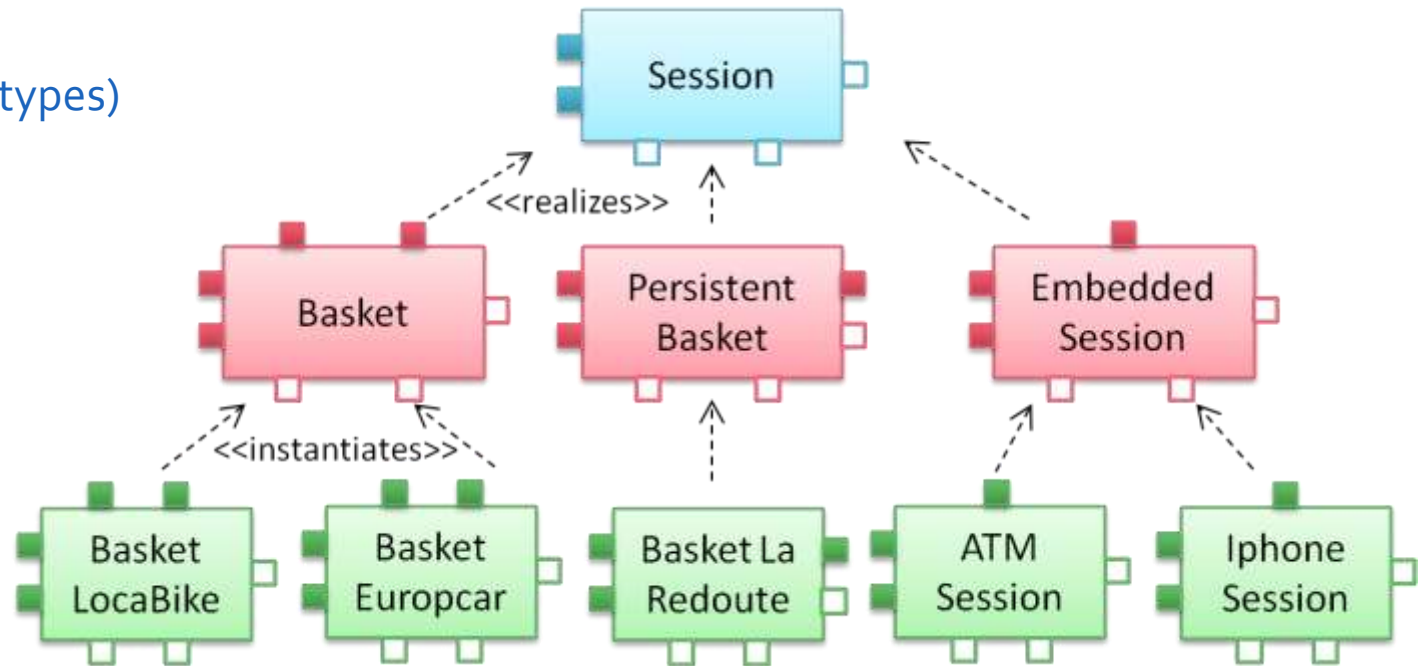 types)
Session
<<realizes>>
Basket
Persistent
Basket
Embedded
Session
<<instantiates>>
Basket
LocaBike
Basket
Europcar
Basket La
Redoute
ATM
Session
Iphone
Session